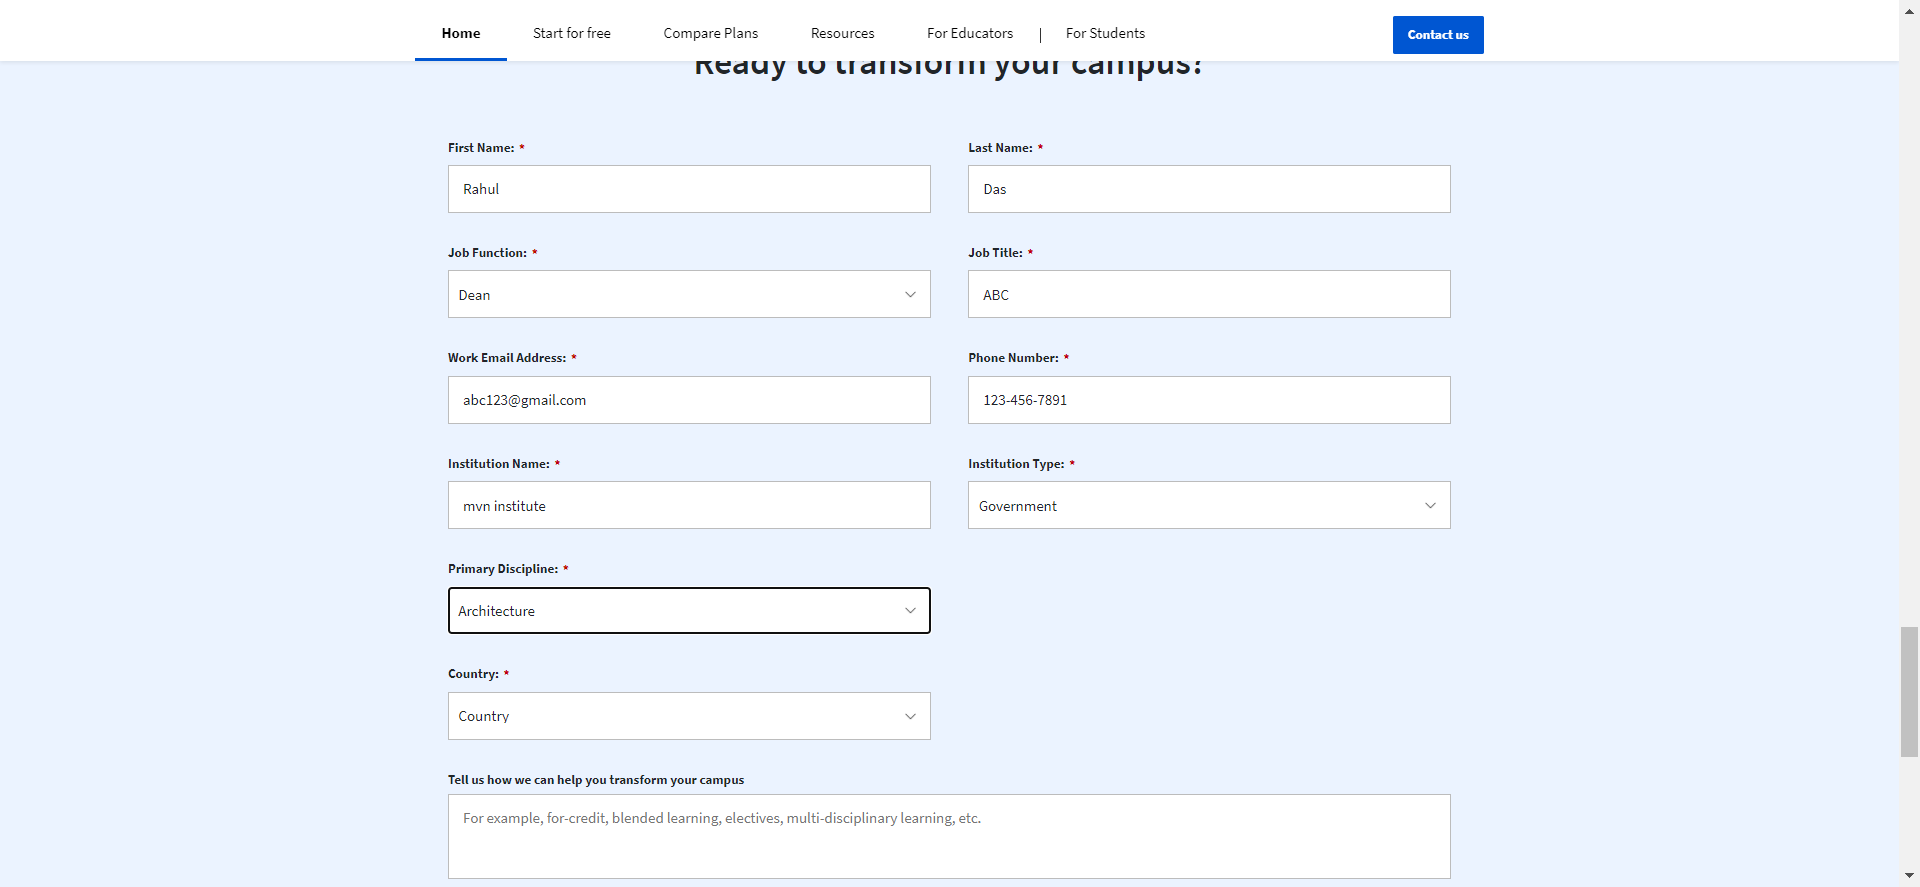 Home Start for free Compare Plans Resources For Educators | For Students Contact us
Ready to transform your campus?
First Name: * Last Name: *
Rahul Das
Job Function: * Job Title: *
Dean ABC
Work Email Address: * Phone Number: *
abc123@gmail.com 123-456-7891
Institution Name: * Institution Type: *
mvn institute Government
Primary Discipline: *
Architecture
Country: *
Country
Tell us how we can help you transform your campus
For example, for-credit, blended learning, electives, multi-disciplinary learning, etc.